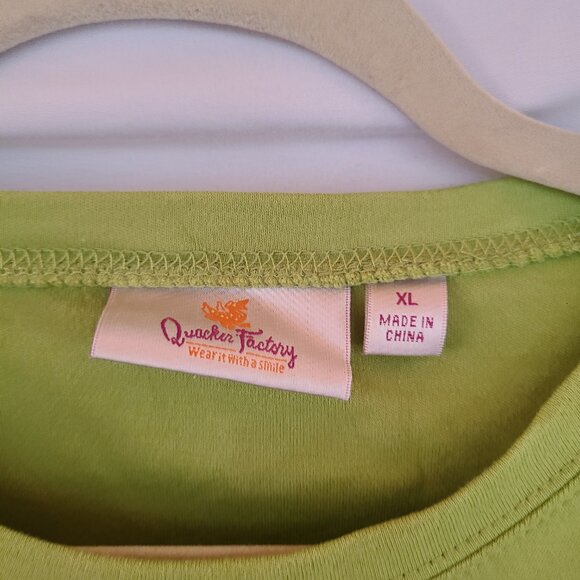 Quacker Factory
Wear it with a smile
XL
MADE IN
CHINA